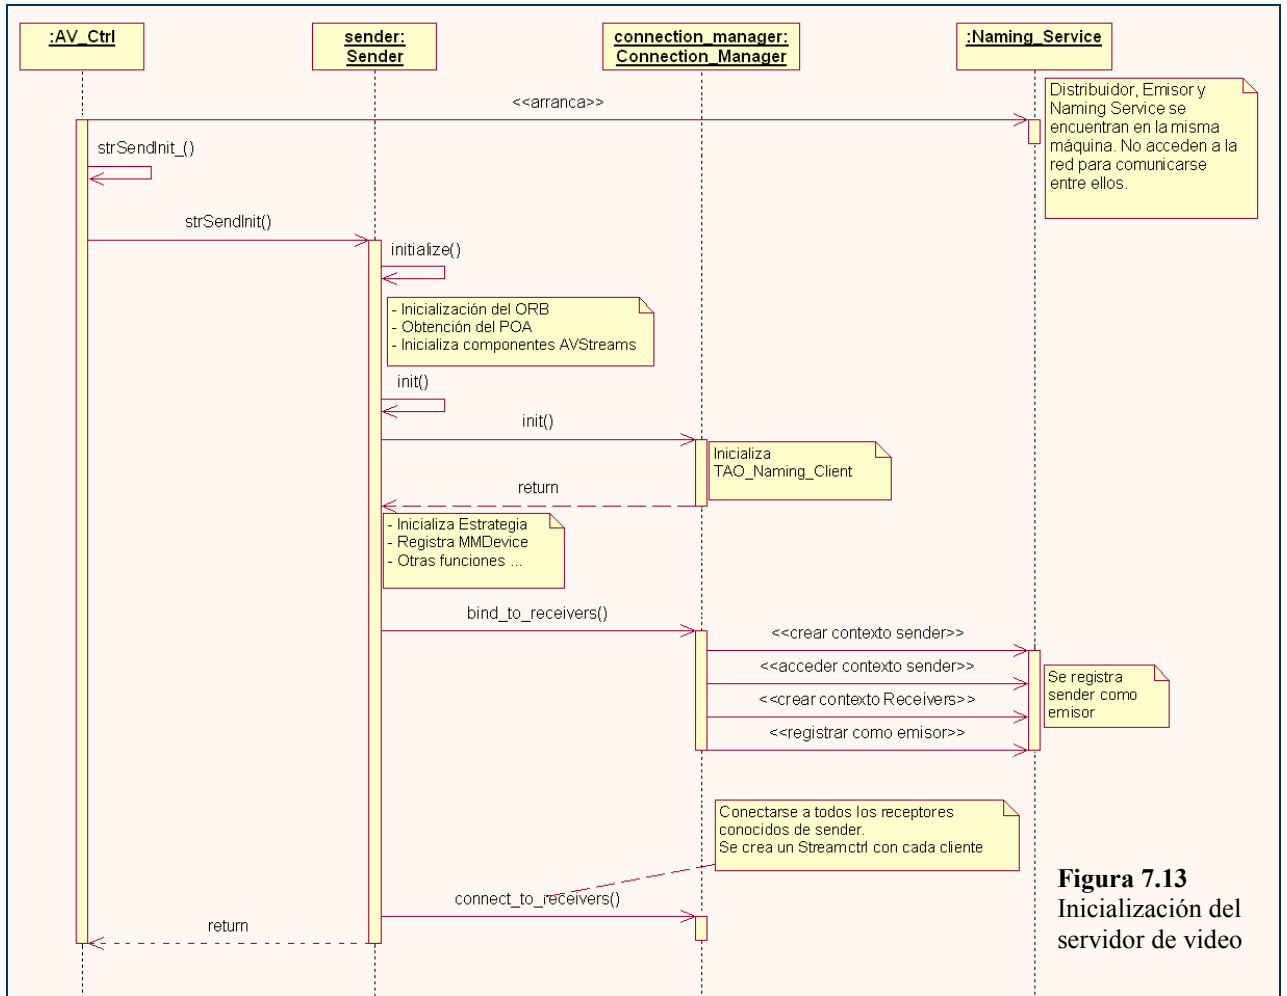 :AV_Ctrl
sender:
Sender
connection_manager:
Connection_Manager
:Naming_Service
<<arranca>>
Distribuidor, Emisor y
Naming Service se
encuentran en la misma
máquina. No acceden a la
red para comunicarse
entre ellos.
strSendInit_()
strSendInit()
initialize()
- Inicialización del ORB
- Obtención del POA
- Inicializa componentes AVStreams
init()
init()
Inicializa
TAO_Naming_Client
return
- Inicializa Estrategia
- Registra MMDevice
- Otras funciones ...
bind_to_receivers()
<<crear contexto sender>>
<<acceder contexto sender>>
<<crear contexto Receivers>>
<<registrar como emisor>>
Se registra
sender como
emisor
Conectarse a todos los receptores
conocidos de sender.
Se crea un Streamctrl con cada cliente
connect_to_receivers()
return
Figura 7.13
Inicialización del
servidor de video